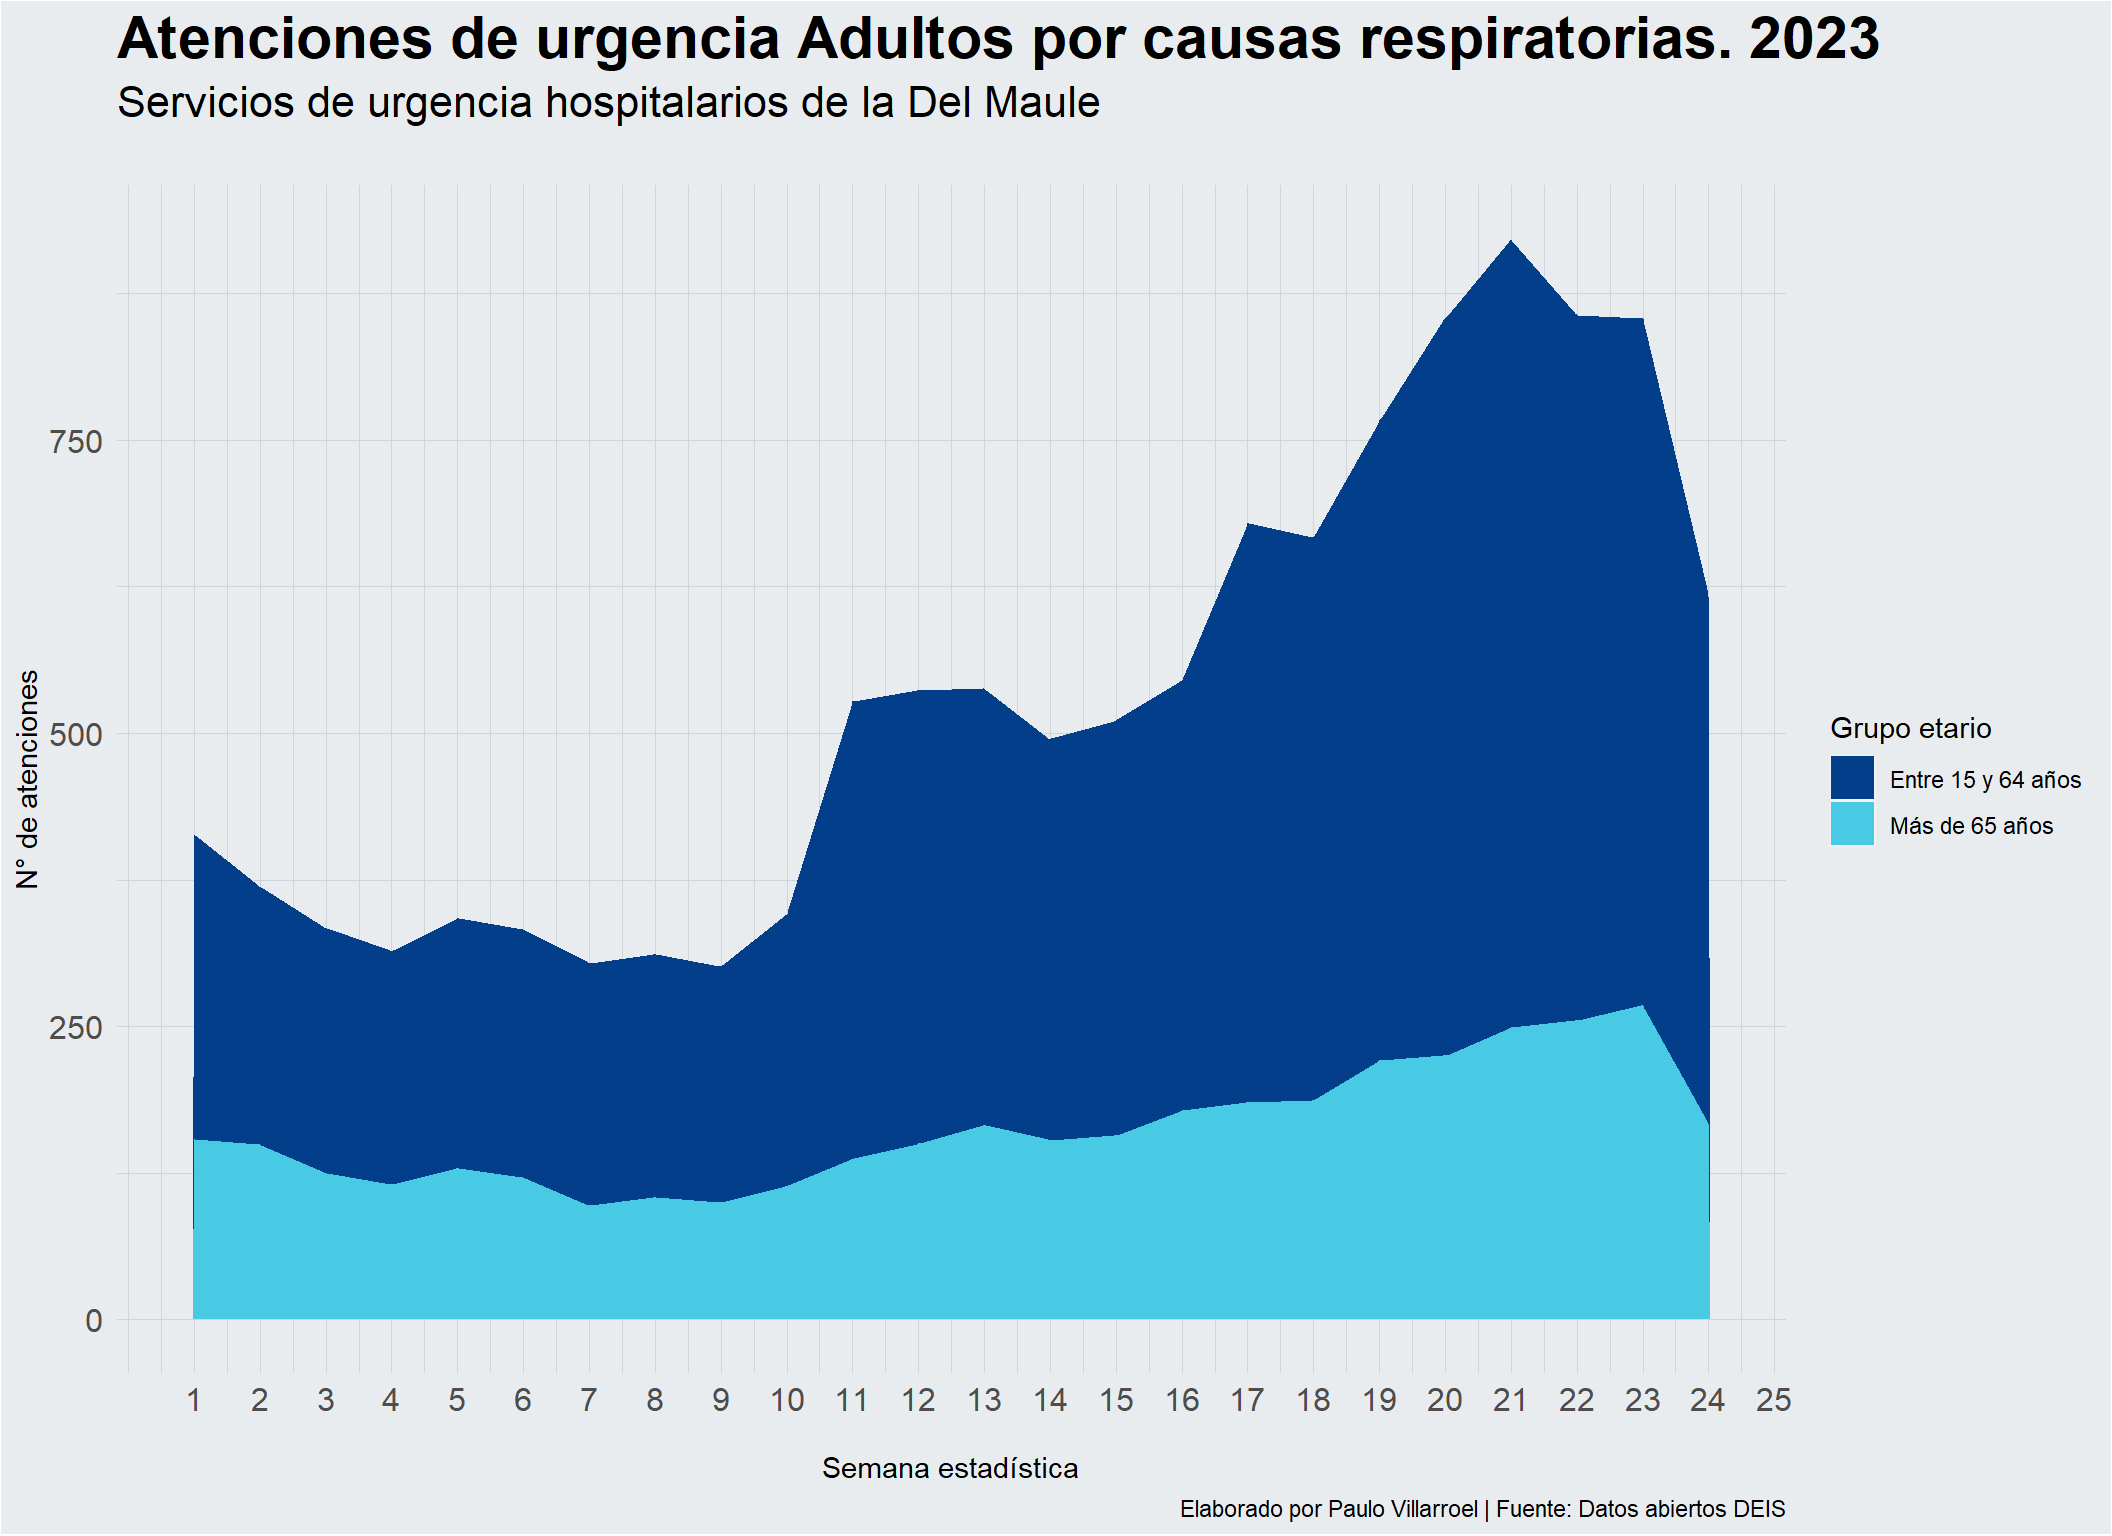 Atenciones de urgencia Adultos por causas respiratorias. 2023
Servicios de urgencia hospitalarios de la Del Maule
N° de atenciones
750
500
250
0
1 2 3 4 5 6 7 8 9 10 11 12 13 14 15 16 17 18 19 20 21 22 23 24 25
Semana estadística
Grupo etario
Entre 15 y 64 años
Más de 65 años
Elaborado por Paulo Villarroel | Fuente: Datos abiertos DEIS